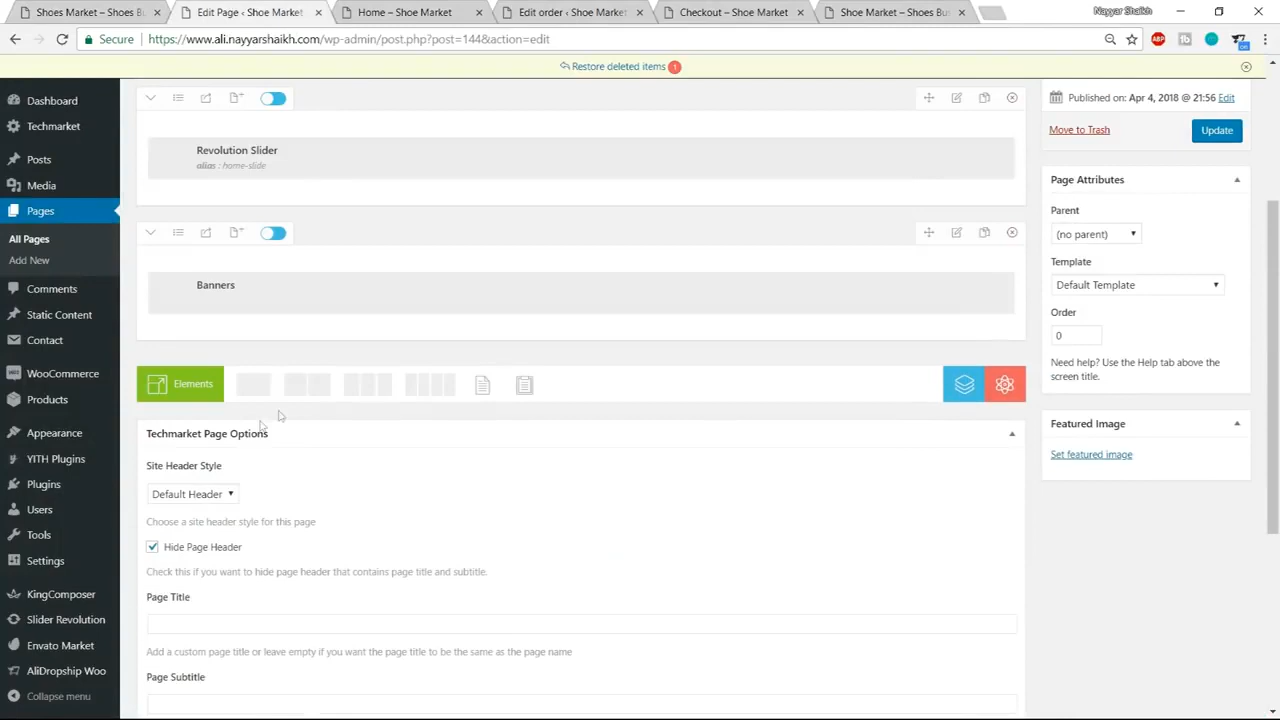 Shoes Market – Shoes B
Edit Page ‹ Shoe Market
Home – Shoe Market
Edit order ‹ Shoe Market
Checkout – Shoe Market
Shoe Market – Shoes Bu
Nayyar Shaikh
Secure
https://www.ali.nayyarshaikh.com/wp-admin/post.php?post=144&action=edit
ABP
tb
on
Restore deleted items 1
Dashboard
Techmarket
Posts
Media
Pages
All Pages
Add New
Comments
Static Content
Contact
WooCommerce
Products
Appearance
YITH Plugins
Plugins
Users
Tools
Settings
KingComposer
Slider Revolution
Envato Market
AliDropship Woo
Collapse menu
Revolution Slider
alias : home-slide
Banners
Elements
Techmarket Page Options
Site Header Style
Default Header
Choose a site header style for this page
Hide Page Header
Check this if you want to hide page header that contains page title and subtitle.
Page Title
Add a custom page title or leave empty if you want the page title to be the same as the page name
Page Subtitle
Published on: Apr 4, 2018 @ 21:56 Edit
Move to Trash
Update
Page Attributes
Parent
(no parent)
Template
Default Template
Order
0
Need help? Use the Help tab above the
screen title.
Featured Image
Set featured image